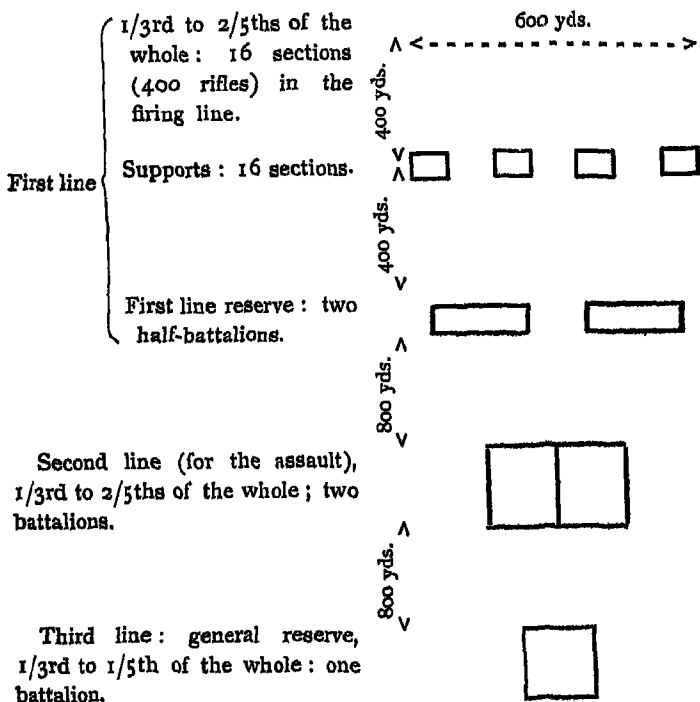 1/3rd to 2/5ths of the
whole : 16 sections
(400 rifles) in the
firing line.
600 yds.
400 yds.
First line
Supports : 16 sections.
400 yds.
First line reserve : two
half-battalions.
800 yds.
Second line (for the assault),
1/3rd to 2/5ths of the whole ; two
battalions.
800 yds.
Third line : general reserve,
1/3rd to 1/5th of the whole : one
battalion.